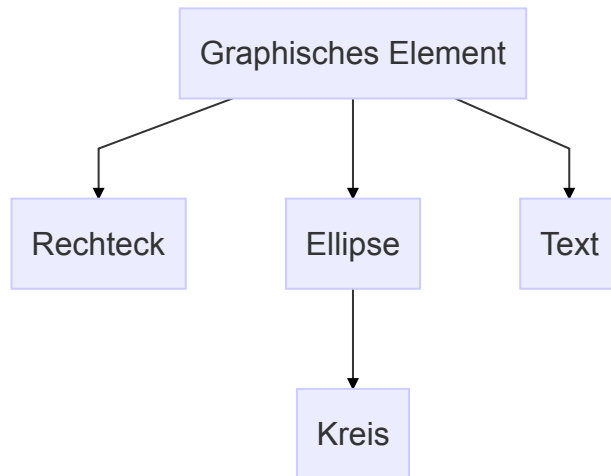 Graphisches Element
Rechteck
Ellipse
Text
Kreis